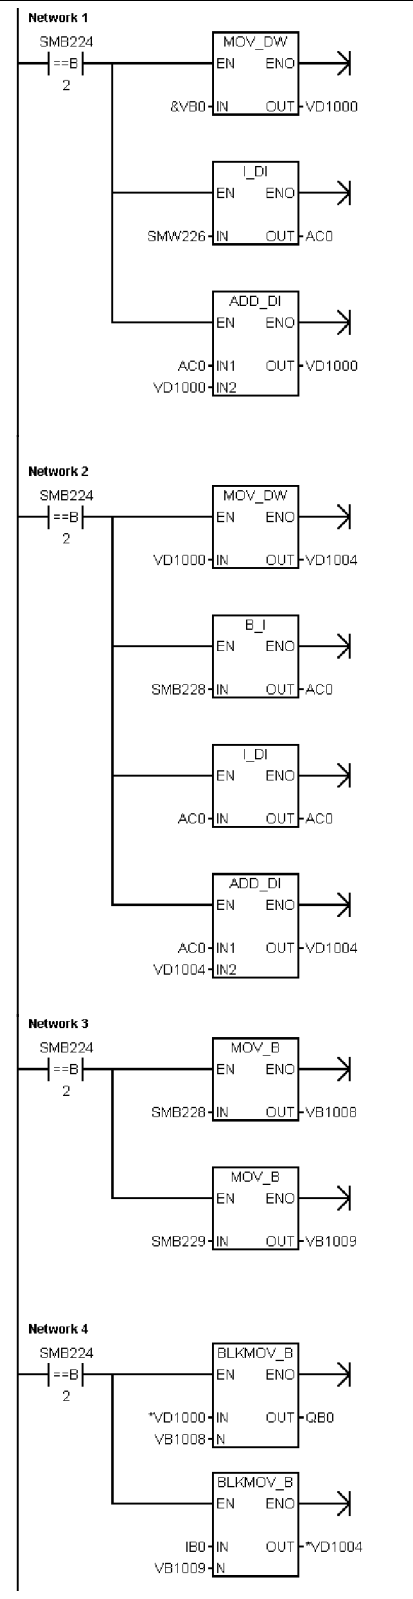 Network 1
SMB224
==B
2
MOV_DW
EN ENO
&VB0 IN OUT VD1000
I_DI
EN ENO
SMW226 IN OUT AC0
ADD_DI
EN ENO
AC0 IN1 OUT VD1000
VD1000 IN2
Network 2
SMB224
==B
2
MOV_DW
EN ENO
VD1000 IN OUT VD1004
B_I
EN ENO
SMB228 IN OUT AC0
I_DI
EN ENO
AC0 IN OUT AC0
ADD_DI
EN ENO
AC0 IN1 OUT VD1004
VD1004 IN2
Network 3
SMB224
==B
2
MOV_B
EN ENO
SMB228 IN OUT VB1008
MOV_B
EN ENO
SMB229 IN OUT VB1009
Network 4
SMB224
==B
2
BLKMOV_B
EN ENO
*VD1000 IN OUT QB0
VB1008 N
BLKMOV_B
EN ENO
IB0 IN OUT *VD1004
VB1009 N